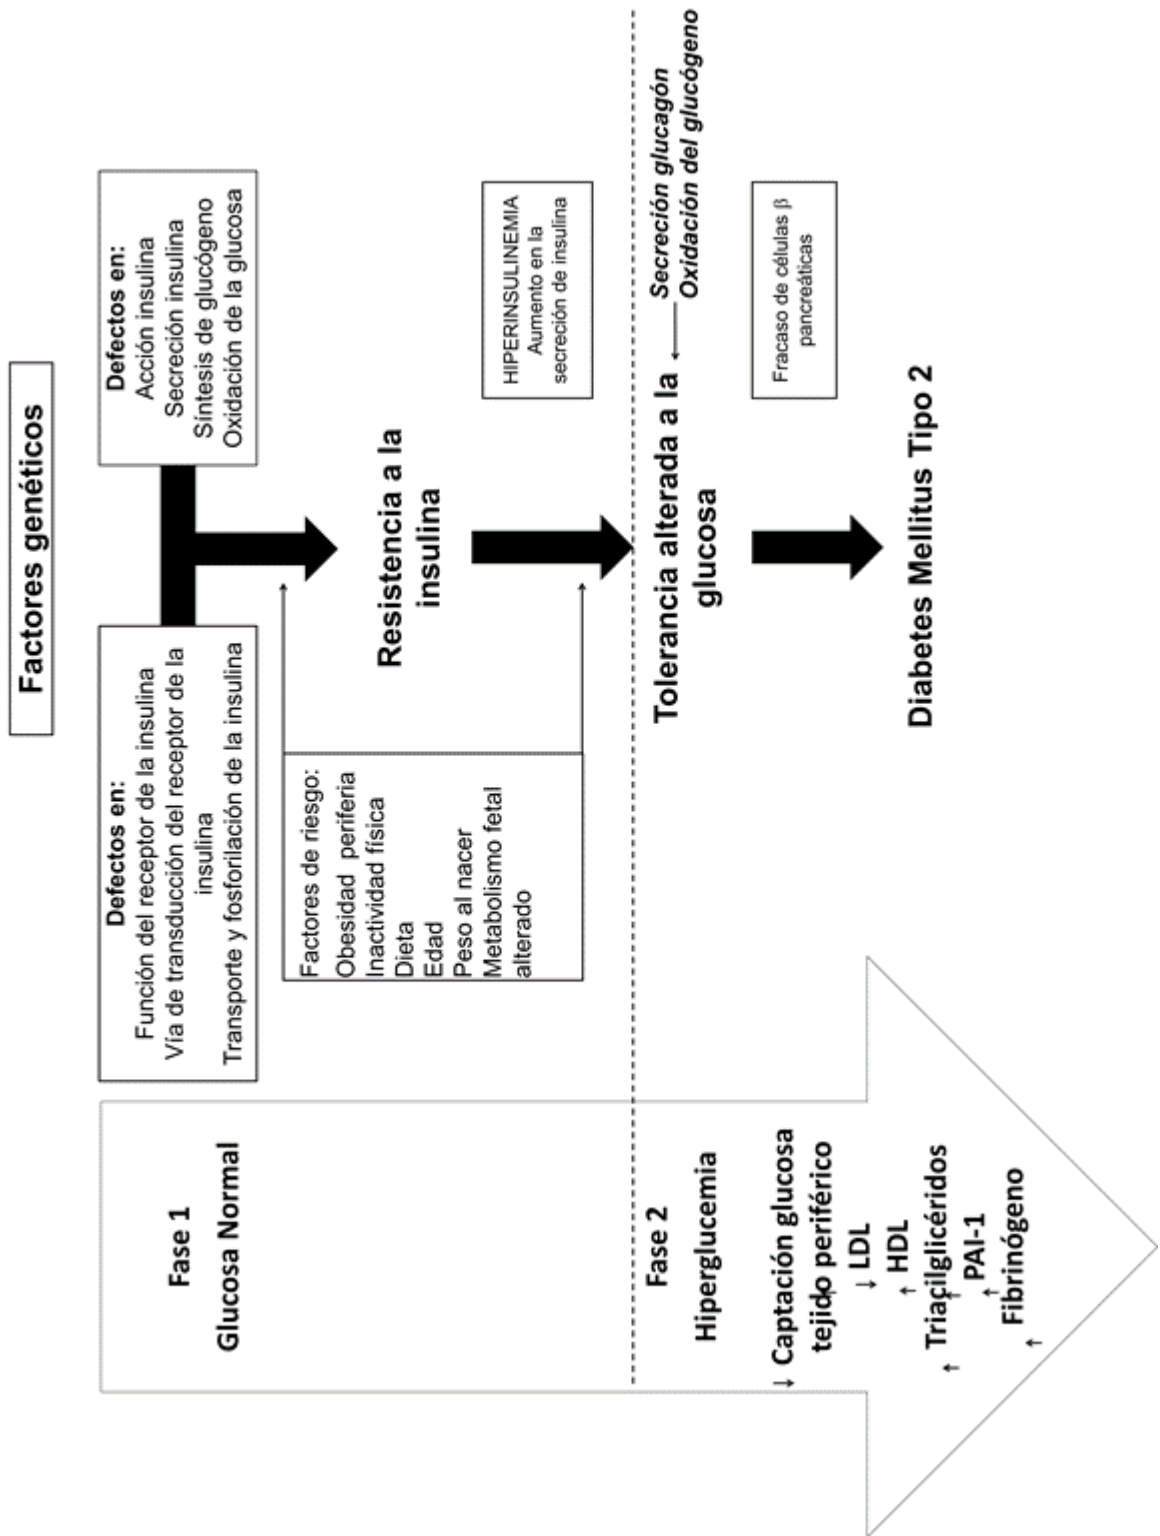 Factores genéticos
Defectos en:
Función del receptor de la insulina
Vía de transducción del receptor de la
insulina
Transporte y fosforilación de la insulina
Defectos en:
Acción insulina
Secreción insulina
Síntesis de glucógeno
Oxidación de la glucosa
Factores de riesgo:
Obesidad periferia
Inactividad física
Dieta
Edad
Peso al nacer
Metabolismo fetal
alterado
Resistencia a la
insulina
HIPERINSULINEMIA
Aumento en la
secreción de insulina
Tolerancia alterada a la
glucosa
Secreción glucagón
Oxidación del glucógeno
Fracaso de células β
pancreáticas
Diabetes Mellitus Tipo 2
Fase 1
Glucosa Normal
Fase 2
Hiperglucemia
↓ Captación glucosa
tejido periférico
↑ LDL
↓ HDL
↑ Triacilglicéridos
↑ PAI-1
↑ Fibrinógeno